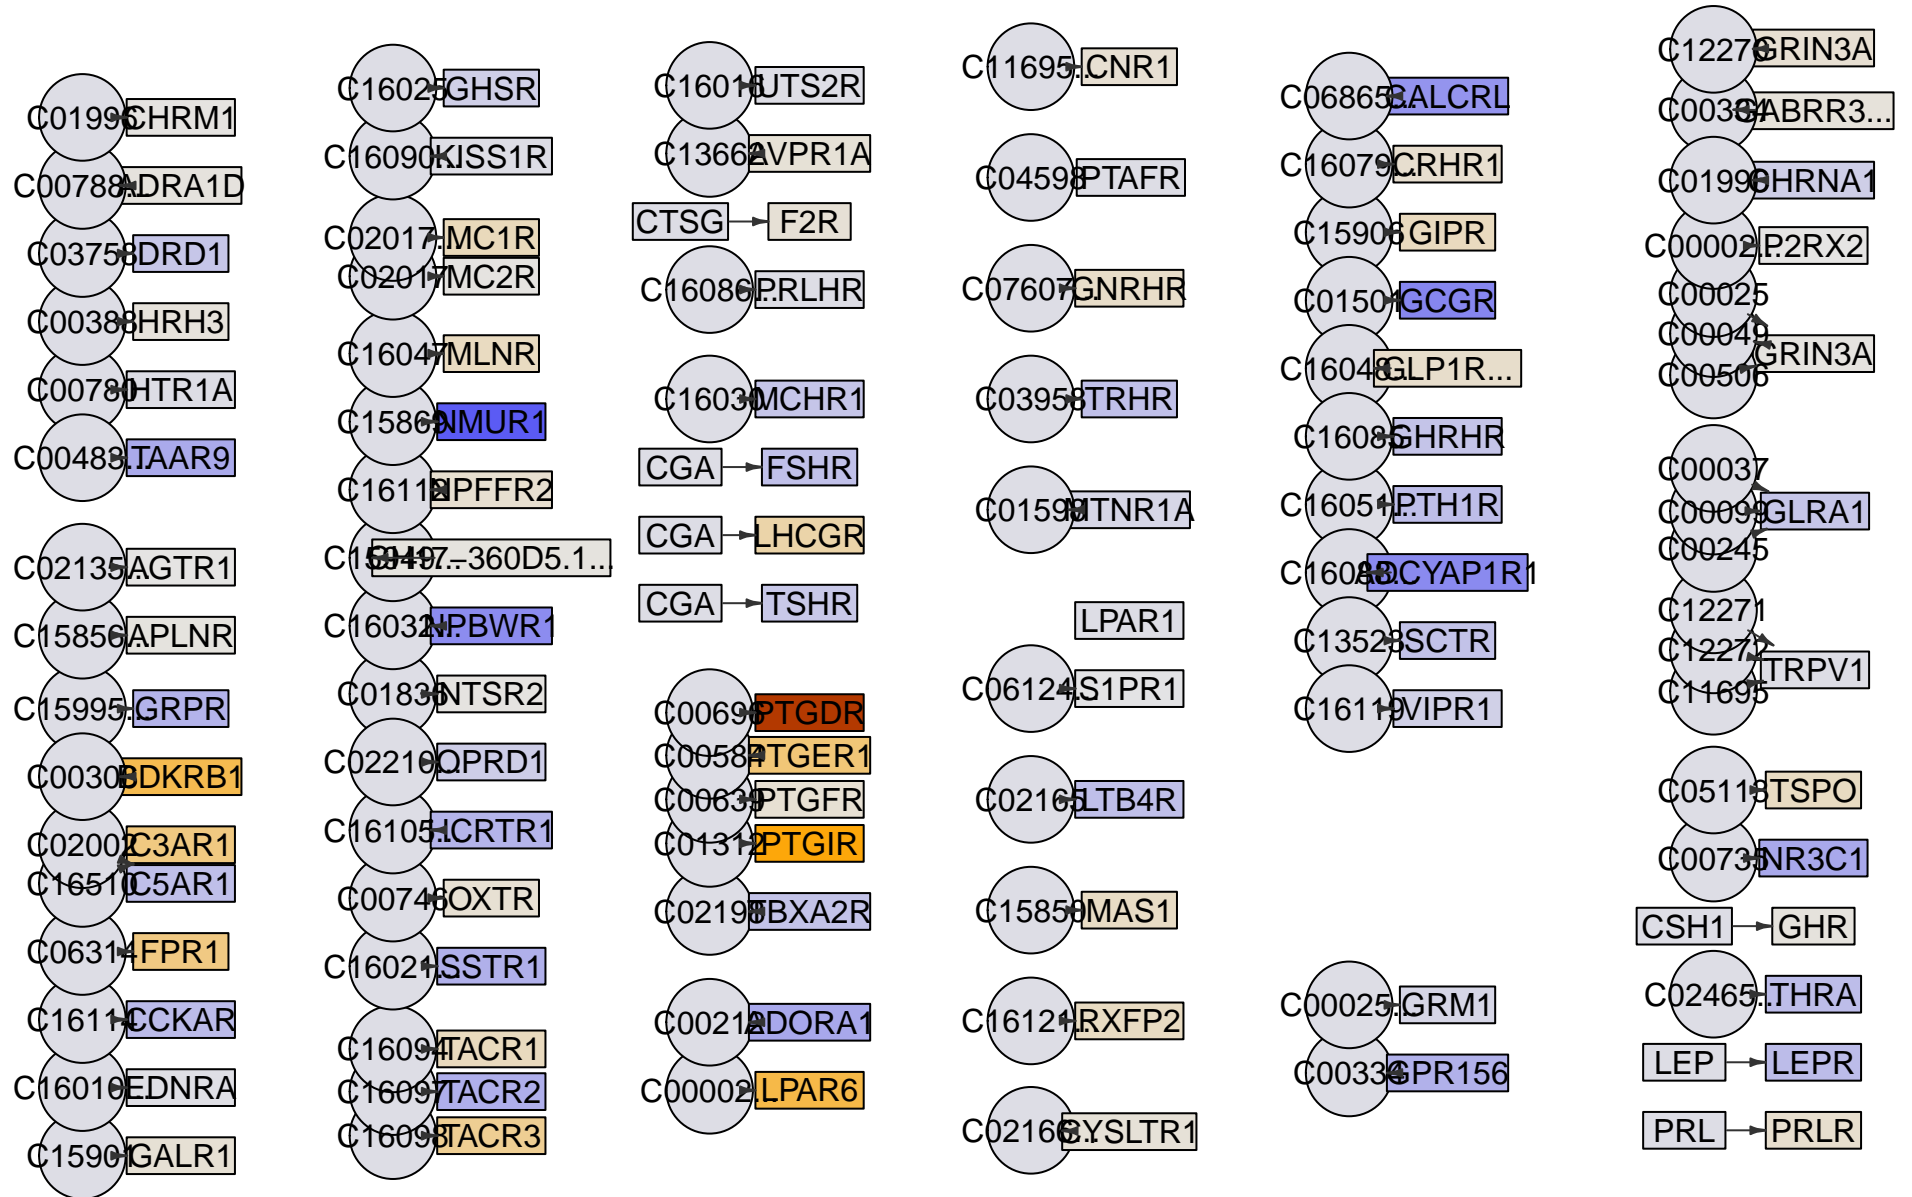 C01996 CHRM1
C00788... ADRA1D
C03758 DRD1
C00388 HRH3
C00780 HTR1A
C00483... TAAR9
C02135... AGTR1
C15856... APLNR
C15995... GRPR
C00306 BDKRB1
C02002 C3AR1
C16510 C5AR1
C06314 FPR1
C16114 CCKAR
C16010... EDNRA
C15901 GALR1
C16025 GHSR
C16090... KISS1R
C02017... MC1R
C02017 MC2R
C16047 MLNR
C15869 NMUR1
C16118 NPFFR2
–360D5.1...
C16032... NPBWR1
C01836 NTSR2
C02210... OPRD1
C16105... HCRTR1
C00746 OXTR
C16021... SSTR1
C16094 TACR1
C16097 TACR2
C16098 TACR3
C16016 UTS2R
C13662 AVPR1A
CTSG F2R
C16086... PRLHR
C16030 MCHR1
CGA FSHR
CGA LHCGR
CGA TSHR
C00696 PTGDR
C00584 PTGER1
C00639 PTGFR
C01312 PTGIR
C02198 TBXA2R
C00212 ADORA1
C00002... LPAR6
C11695... CNR1
C04598 PTAFR
C07607... GNRHR
C03958 TRHR
C01598 MTNR1A
LPAR1
C06124... S1PR1
C02165 LTB4R
C15850 MAS1
C16121... RXFP2
C02166... CYSLTR1
C06865... CALCRL
C16079... CRHR1
C15906 GIPR
C01501 GCGR
C16048... GLP1R...
C16085 GHRHR
C16051... PTH1R
ADCYAP1R1
C13523 SCTR
C16119 VIPR1
C00025... GRM1
C00334 GPR156
C12270 GRIN3A
C00334 GABRR3...
C01996 CHRNA1
C00002... P2RX2
C00025
C00049
GRIN3A
C00506
C00037
C00099 GLRA1
C00245
C12271
C12272
TRPV1
C11695
C05113 TSPO
C00735 NR3C1
CSH1 GHR
C02465... THRA
LEP LEPR
PRL PRLR